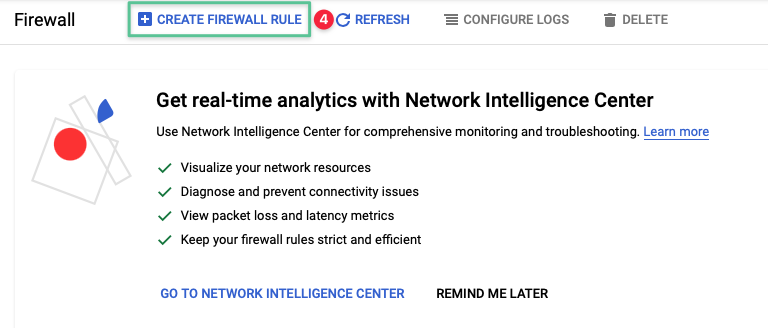 Firewall CREATE FIREWALL RULE 4 REFRESH CONFIGURE LOGS DELETE
Get real-time analytics with Network Intelligence Center
Use Network Intelligence Center for comprehensive monitoring and troubleshooting. Learn more
Visualize your network resources
Diagnose and prevent connectivity issues
View packet loss and latency metrics
Keep your firewall rules strict and efficient
GO TO NETWORK INTELLIGENCE CENTER REMIND ME LATER